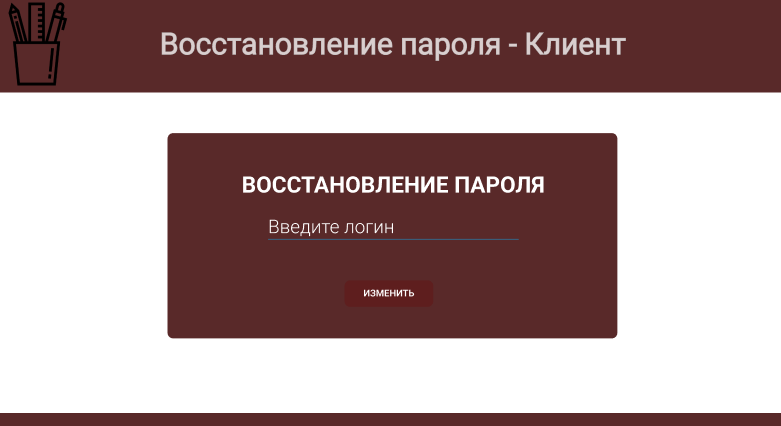 Восстановление пароля - Клиент
ВОССТАНОВЛЕНИЕ ПАРОЛЯ
Введите логин
ИЗМЕНИТЬ